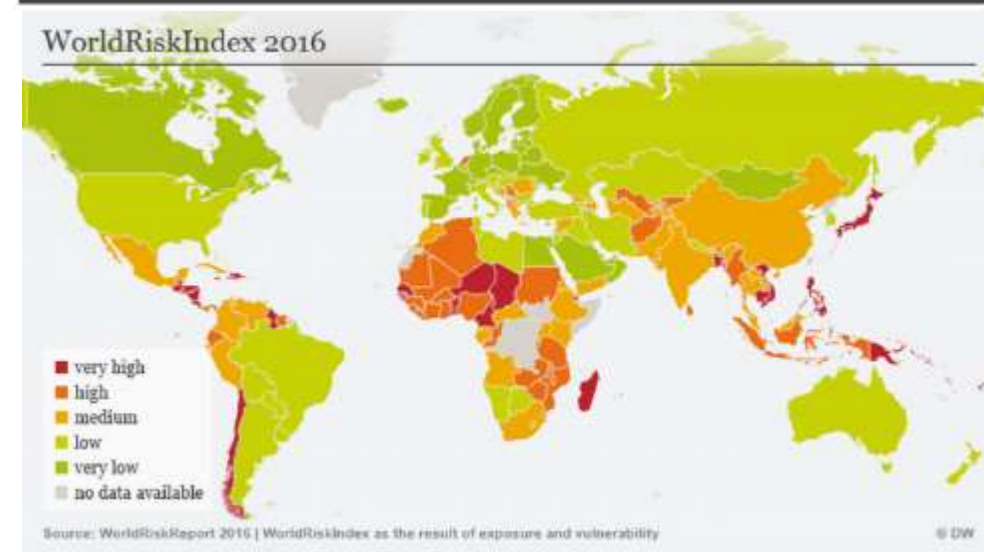 WorldRiskIndex 2016
very high
high
medium
low
very low
no data available
Source: WorldRiskReport 2016 | WorldRiskIndex as the result of exposure and vulnerability
© DW